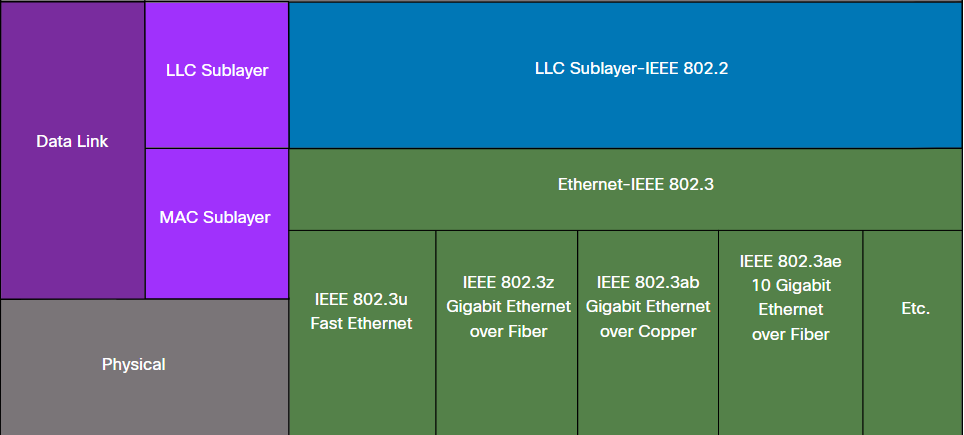 LLC Sublayer
LLC Sublayer-IEEE 802.2
Data Link
MAC Sublayer
Ethernet-IEEE 802.3
IEEE 802.3u
Fast Ethernet
IEEE 802.3z
Gigabit Ethernet
over Fiber
IEEE 802.3ab
Gigabit Ethernet
over Copper
IEEE 802.3ae
10 Gigabit
Ethernet
over Fiber
Etc.
Physical